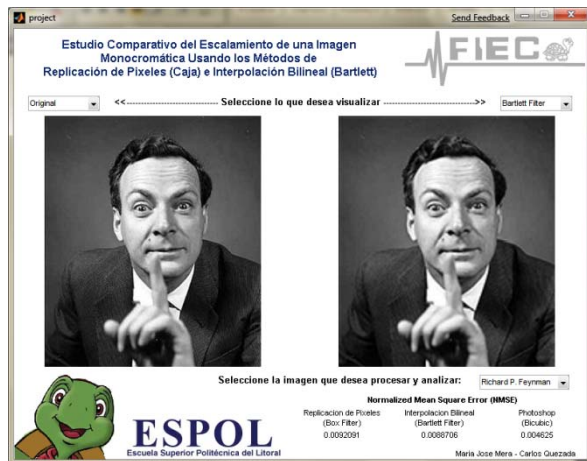 project
Send Feedback
Estudio Comparativo del Escalamiento de una Imagen
Monocromática Usando los Métodos de
Replicación de Pixeles (Caja) e Interpolación Bilineal (Bartlett)
FIEC
Original
<<------------------------------ Seleccione lo que desea visualizar ------------------------------>>
Bartlett Filter
Seleccione la imagen que desea procesar y analizar:
Richard P. Feynman
Normalized Mean Square Error (NMSE)
Replicacion de Pixeles
(Box Filter)
0.0092091
Interpolacion Bilineal
(Bartlett Filter)
0.0088706
Photoshop
(Bicubic)
0.004625
ESPOL
Escuela Superior Politécnica del Litoral
Maria Jose Mera - Carlos Quezada